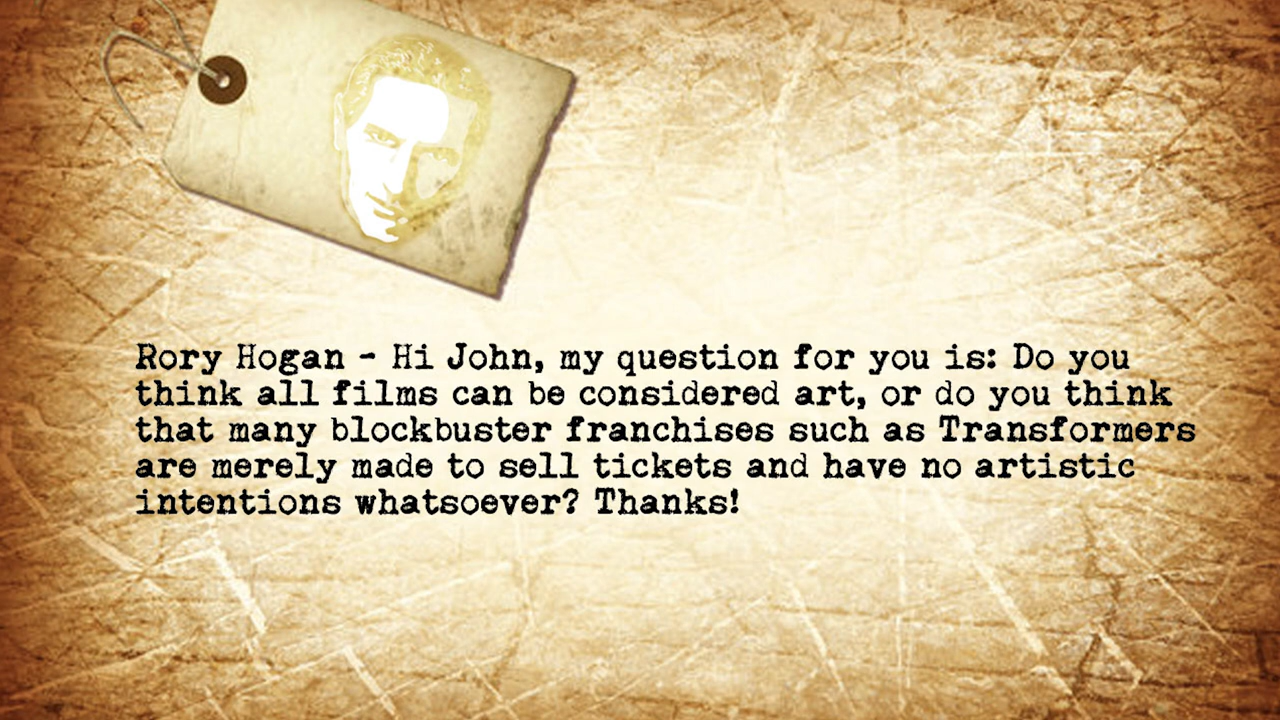 Rory Hogan - Hi John, my question for you is: Do you
think all films can be considered art, or do you think
that many blockbuster franchises such as Transformers
are merely made to sell tickets and have no artistic
intentions whatsoever? Thanks!